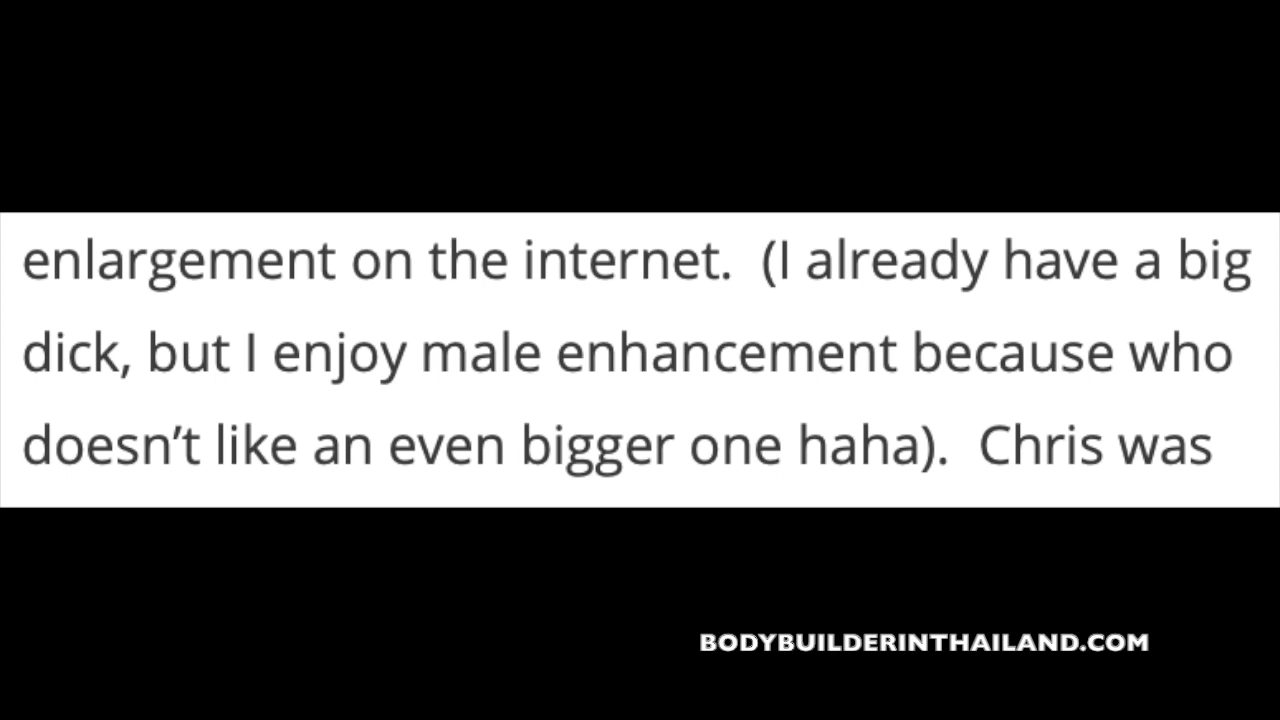 enlargement on the internet.  (I already have a big
dick, but I enjoy male enhancement because who
doesn’t like an even bigger one haha).  Chris was
BODYBUILDERINTHAILAND.COM